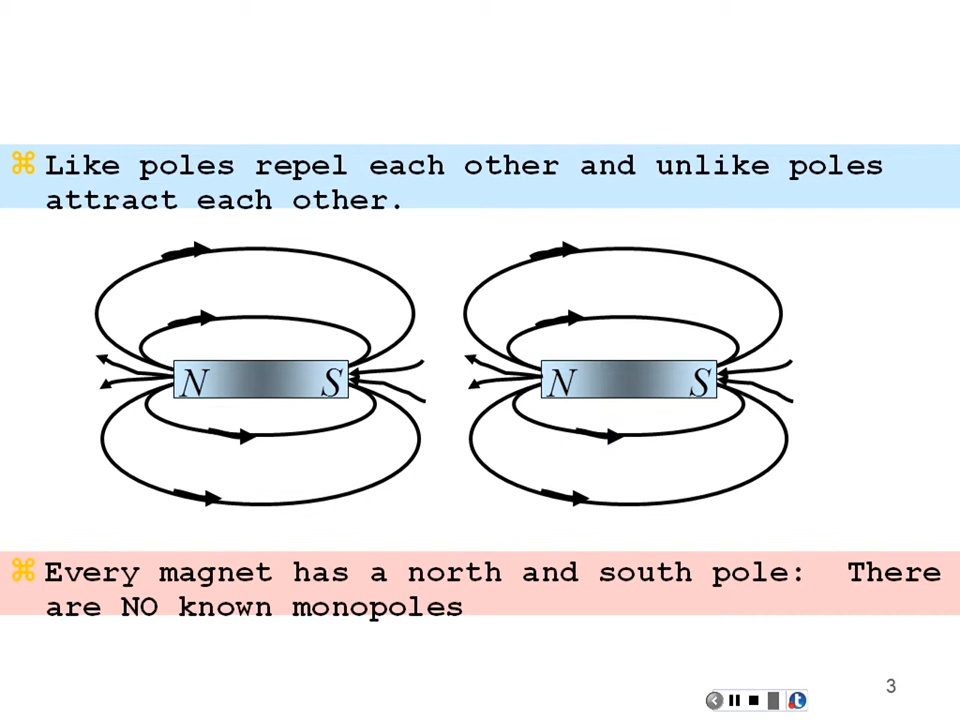 ⌘ Like poles repel each other and unlike poles
attract each other.
N S N S
⌘ Every magnet has a north and south pole: There
are NO known monopoles
3